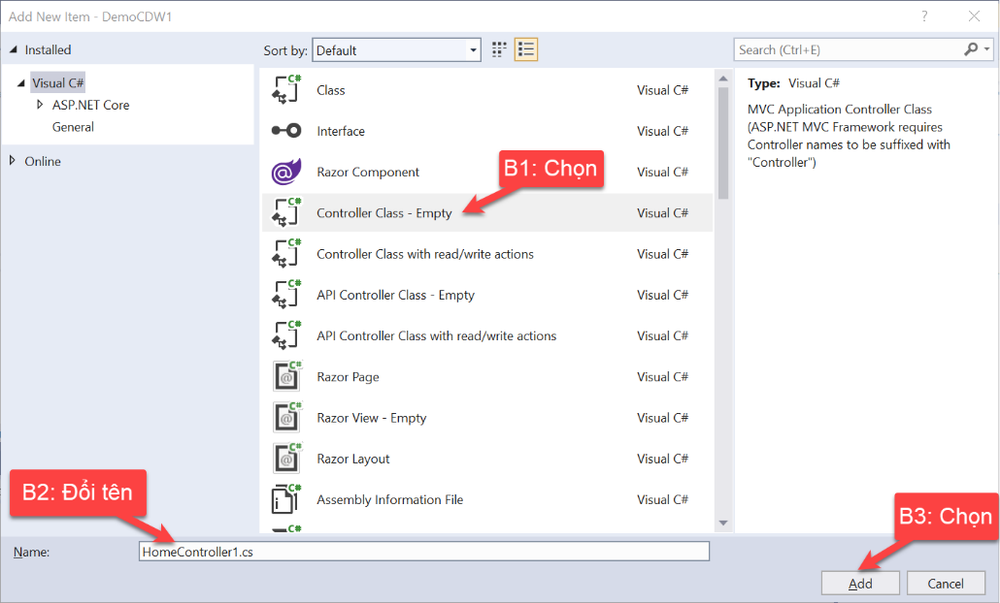 Add New Item - DemoCDW1
?
Installed
Sort by: Default
Search (Ctrl+E)
Visual C#
ASP.NET Core
General
Online
C# Class Visual C#
Interface Visual C#
@ Razor Component Visual C#
B1: Chọn
C# Controller Class - Empty Visual C#
C# Controller Class with read/write actions Visual C#
C# API Controller Class - Empty Visual C#
C# API Controller Class with read/write actions Visual C#
C# @ Razor Page Visual C#
C# @ Razor View - Empty Visual C#
C# @ Razor Layout Visual C#
C# Assembly Information File Visual C#
C#
Type: Visual C#
MVC Application Controller Class
(ASP.NET MVC Framework requires
Controller names to be suffixed with
"Controller")
B2: Đổi tên
B3: Chọn
Name: HomeController1.cs
Add Cancel